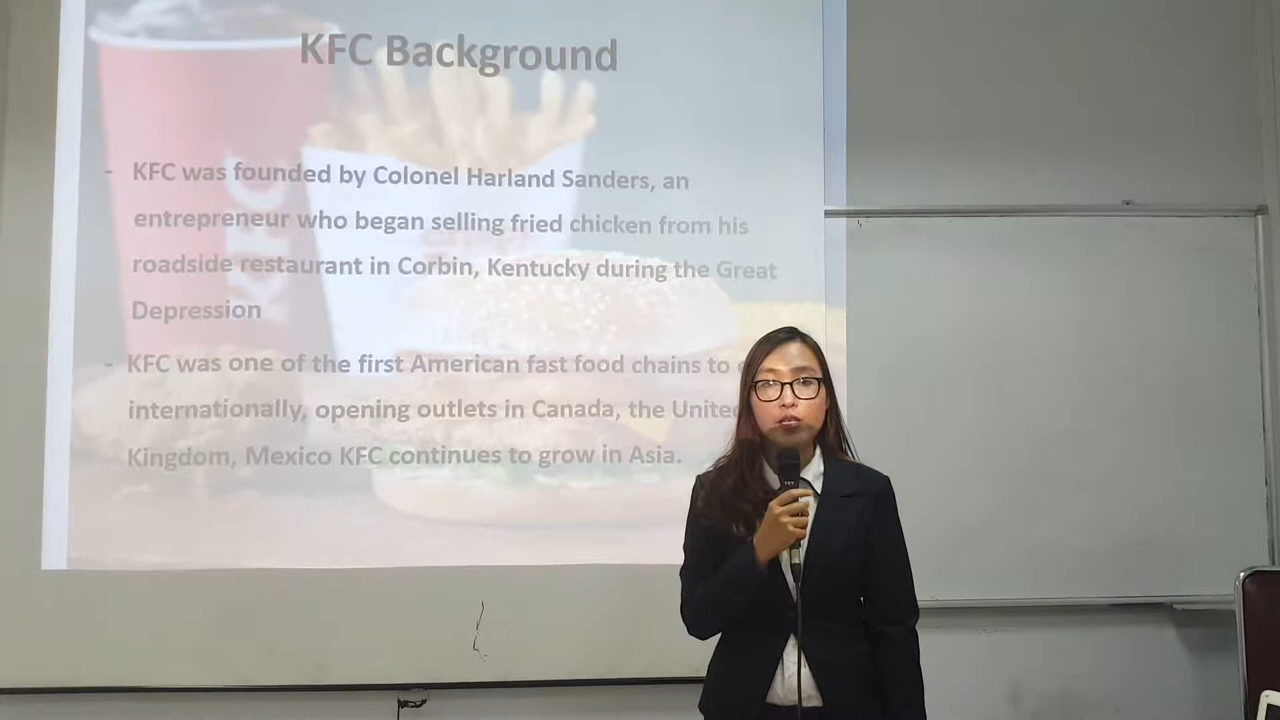 KFC Background
- KFC was founded by Colonel Harland Sanders, an
entrepreneur who began selling fried chicken from his
roadside restaurant in Corbin, Kentucky during the Great
Depression
- KFC was one of the first American fast food chains to
internationally, opening outlets in Canada, the United
Kingdom, Mexico KFC continues to grow in Asia.
KFC